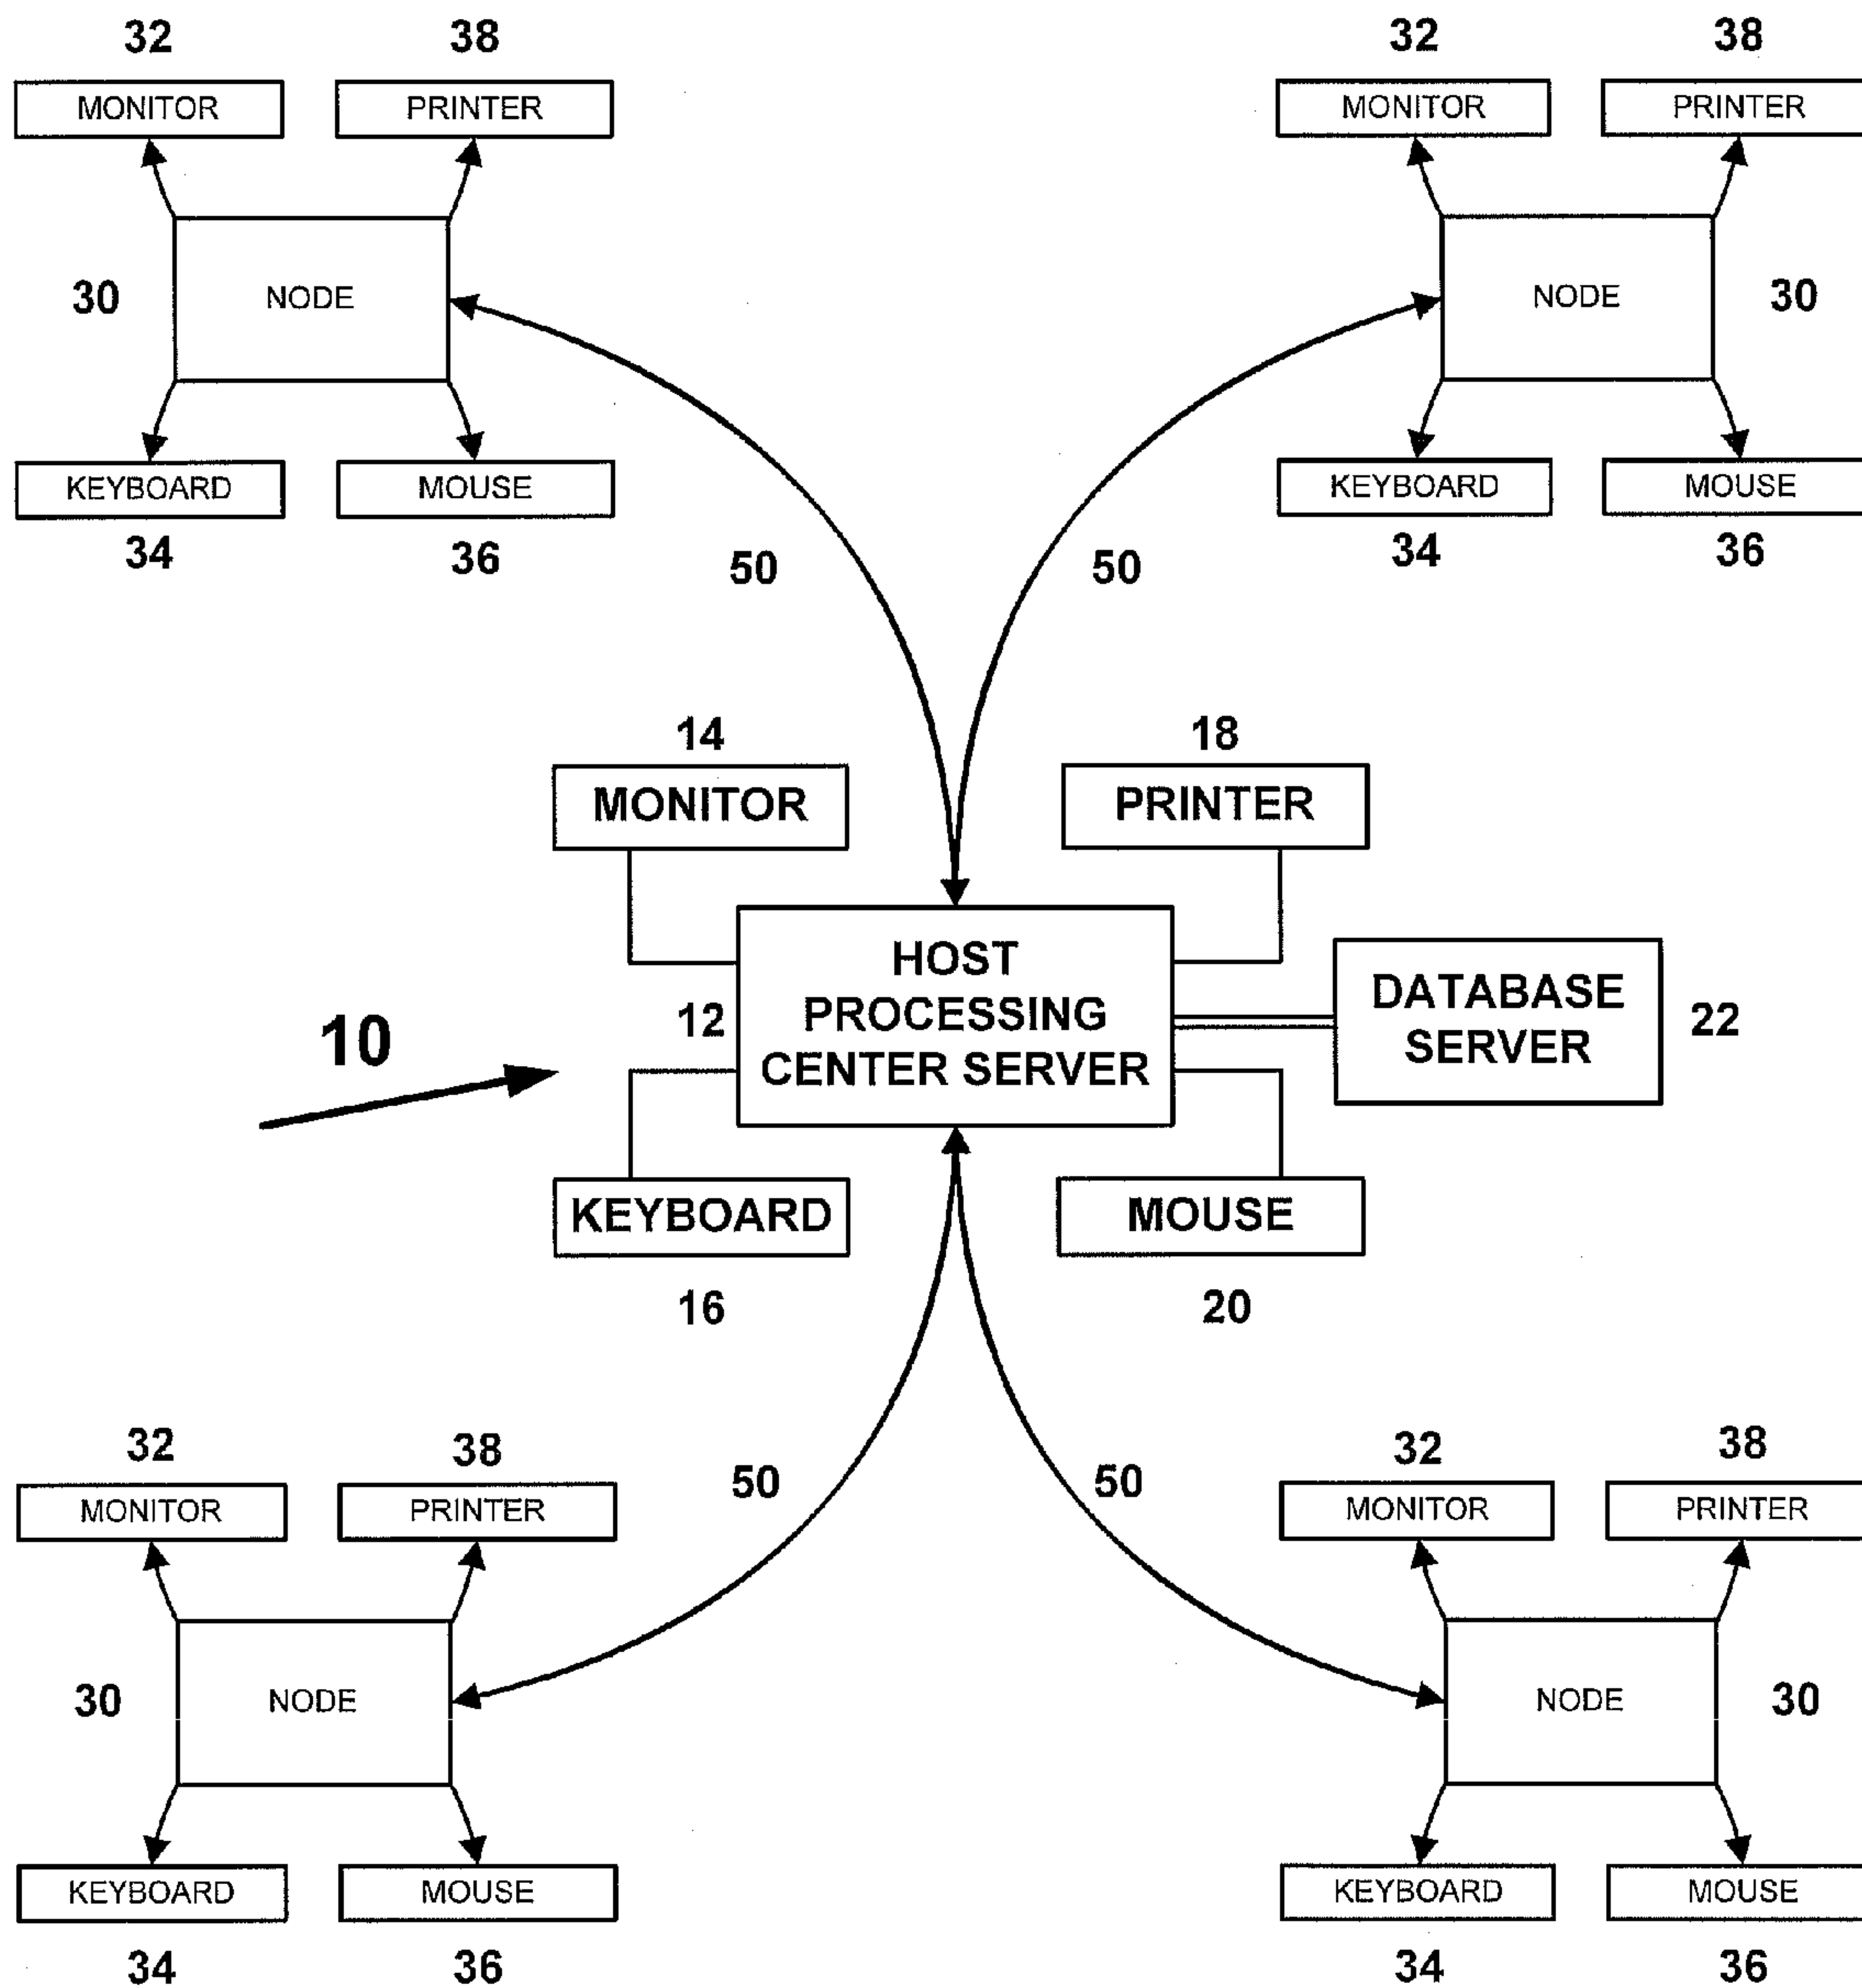 32 38 32 38
MONITOR PRINTER MONITOR PRINTER
30 NODE NODE 30
KEYBOARD MOUSE KEYBOARD MOUSE
34 36 50 50 34 36
14 18
MONITOR PRINTER
HOST
PROCESSING
CENTER SERVER
12
DATABASE
SERVER
22
10
KEYBOARD MOUSE
16 20
32 38 50 50 32 38
MONITOR PRINTER MONITOR PRINTER
30 NODE NODE 30
KEYBOARD MOUSE KEYBOARD MOUSE
34 36 34 36